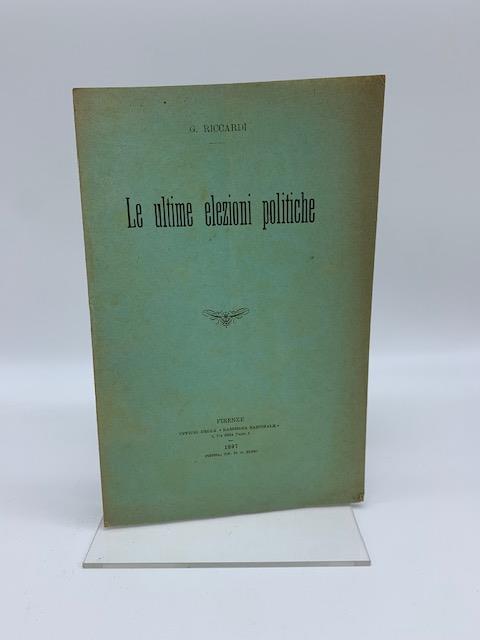 G. RICCARDI
Le ultime elezioni politiche
FIRENZE
UFFICIO DELLA «RASSEGNA NAZIONALE»
1897